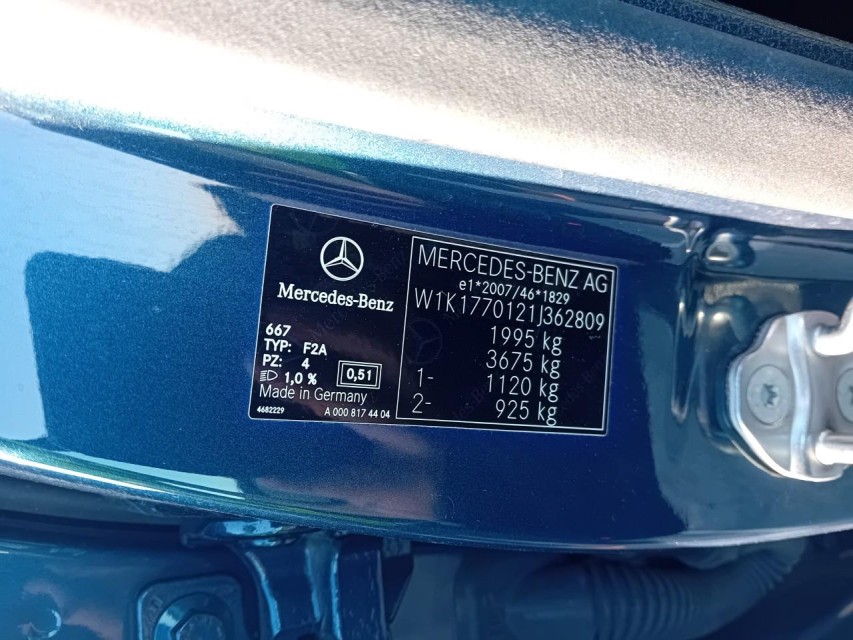 Mercedes-Benz
667
TYP: F2A
PZ: 4
1,0 %
0,51
Made in Germany
4682229
A 000 817 44 04
MERCEDES-BENZ AG
e1*2007/46*1829
W1K1770121J362809
1995 kg
3675 kg
1- 1120 kg
2- 925 kg